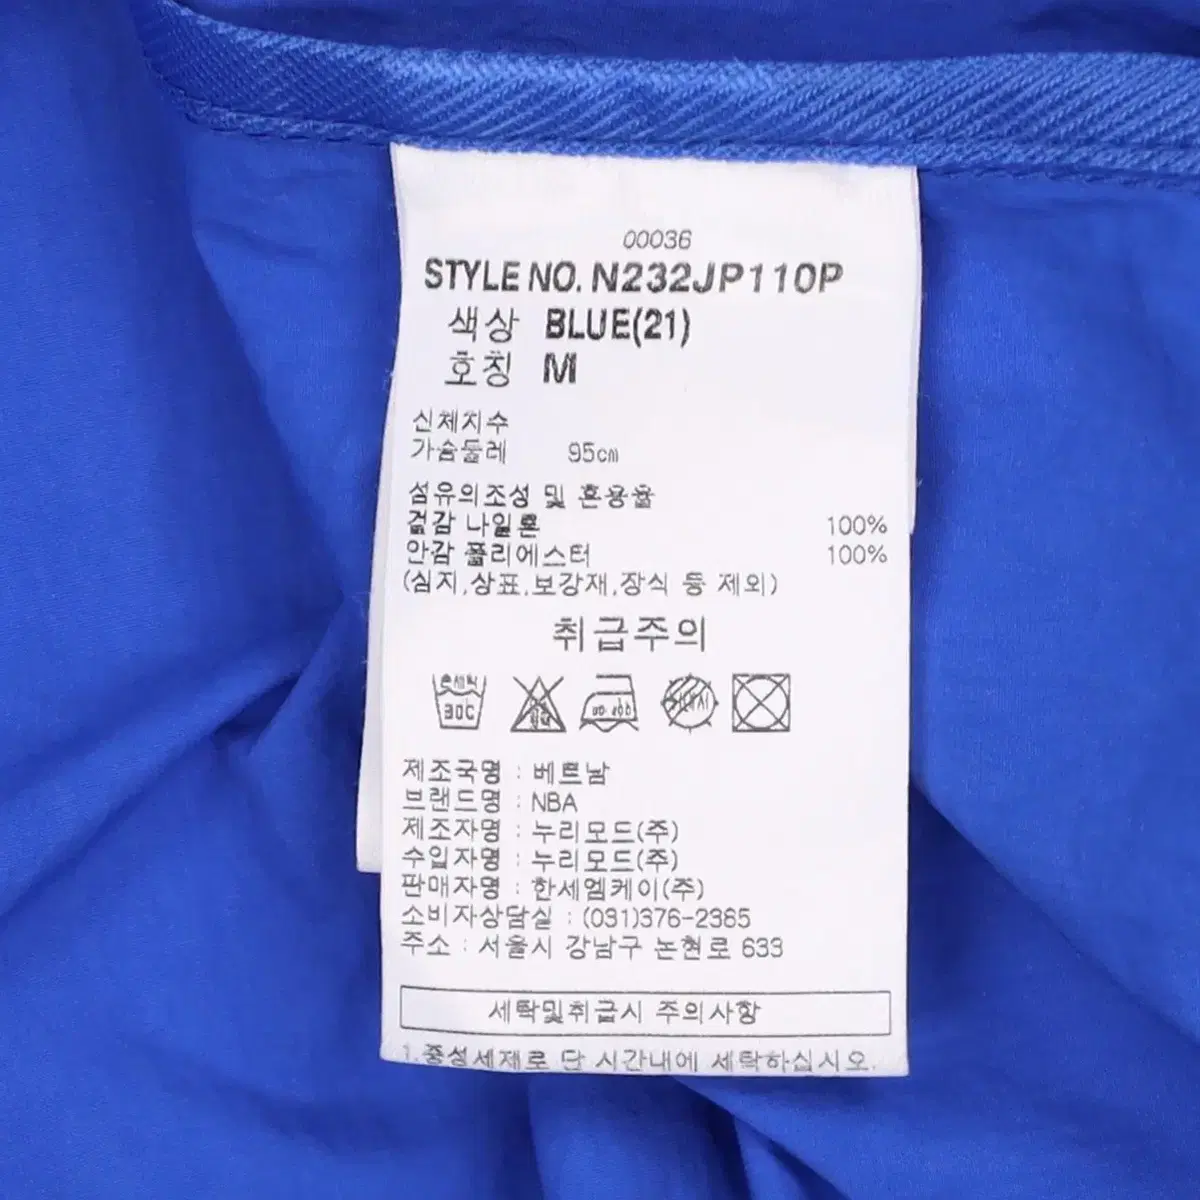 00036
STYLE NO. N232JP110P
색상 BLUE(21)
호칭 M
신체치수
가슴둘레 95cm
섬유의조성 및 혼용율
겉감 나일론 100%
안감 폴리에스터 100%
(심지,상표,보강재,장식 등 제외)
취급주의
손세탁
30C
제조국명 : 베트남
브랜드명 : NBA
제조자명 : 누리모드(주)
수입자명 : 누리모드(주)
판매자명 : 한세엠케이(주)
소비자상담실 : (031)376-2365
주소 : 서울시 강남구 논현로 633
세탁및취급시 주의사항
1.중성세제로 단 시간내에 세탁하십시오.